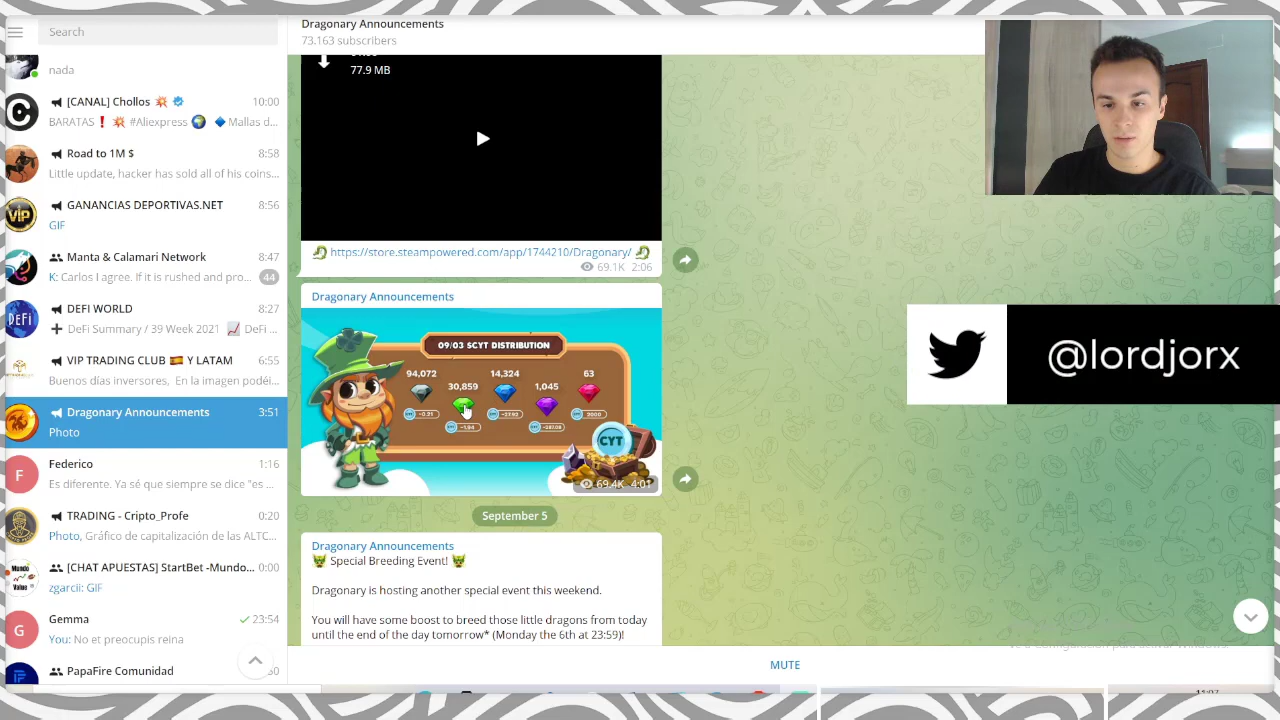 Search
nada
[CANAL] Chollos 💥
10:00
BARATAS❗ 💥 #Aliexpress 🌍 🔹Mallas d...
Road to 1M $
8:58
Little update, hacker has sold all of his coins...
VIP
GANANCIAS DEPORTIVAS.NET
8:56
GIF
Manta & Calamari Network
8:47
K: Carlos I agree. If it is rushed and pro...
44
DEFI
DEFI WORLD
8:27
➕ DeFi Summary / 39 Week 2021 📈 DeF...
VIP TRADING CLUB 🇪🇸 Y LATAM
6:55
Buenos días inversores, En la imagen podéi...
Dragonary Announcements
3:51
Photo
F
Federico
1:16
Es diferente. Ya sé que siempre se dice "es ...
TRADING - Cripto_Profe
0:20
Photo, Gráfico de capitalización de las ALTC...
Mundo
Value
[CHAT APUESTAS] StartBet -Mundo...
0:00
zgarcii: GIF
G
Gemma
23:54
You: No et preocupis reina
PapaFire Comunidad
Dragonary Announcements
73.163 subscribers
77.9 MB
🐉 https://store.steampowered.com/app/1744210/Dragonary/ 🐉
69.1K 2:06
Dragonary Announcements
09/03 SCYT DISTRIBUTION
94,072
30,859
14,324
1,045
63
CYT
69.4K 4:01
September 5
Dragonary Announcements
🐲 Special Breeding Event! 🐲
Dragonary is hosting another special event this weekend.
You will have some boost to breed those little dragons from today
until the end of the day tomorrow* (Monday the 6th at 23:59)!
MUTE
@lordjorx